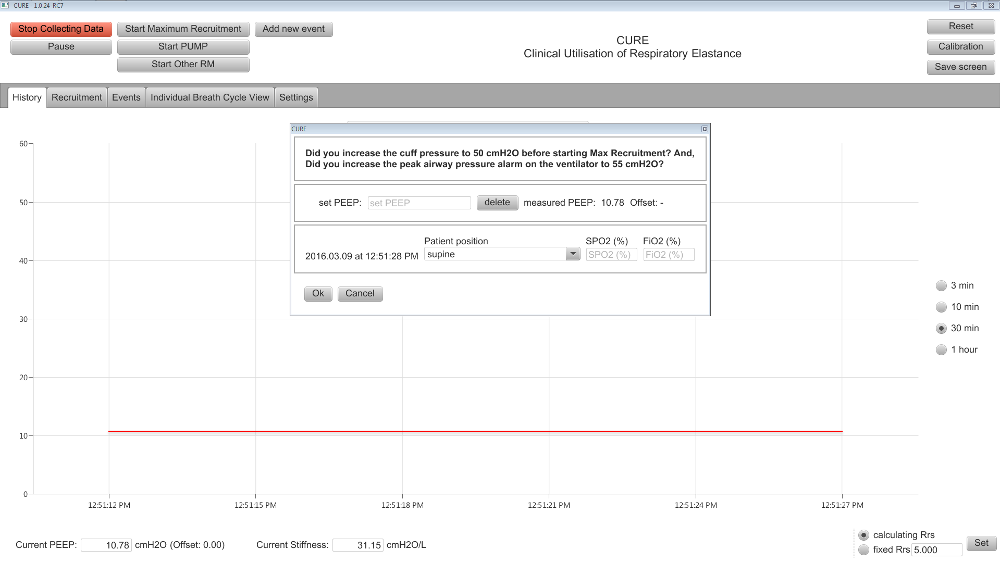 CURE - 1.0.24-RC7
Stop Collecting Data
Start Maximum Recruitment
Add new event
Pause
Start PUMP
Start Other RM
CURE
Clinical Utilisation of Respiratory Elastance
Reset
Calibration
Save screen
History
Recruitment
Events
Individual Breath Cycle View
Settings
CURE
Did you increase the cuff pressure to 50 cmH2O before starting Max Recruitment? And,
Did you increase the peak airway pressure alarm on the ventilator to 55 cmH2O?
set PEEP: set PEEP delete measured PEEP: 10.78 Offset: -
Patient position SPO2 (%) FiO2 (%)
2016.03.09 at 12:51:28 PM supine SPO2 (%) FiO2 (%)
Ok Cancel
60
50
40
30
20
10
0
12:51:12 PM 12:51:15 PM 12:51:18 PM 12:51:21 PM 12:51:24 PM 12:51:27 PM
3 min
10 min
30 min
1 hour
Current PEEP: 10.78 cmH2O (Offset: 0.00) Current Stiffness: 31.15 cmH2O/L
calculating Rrs
fixed Rrs 5.000
Set